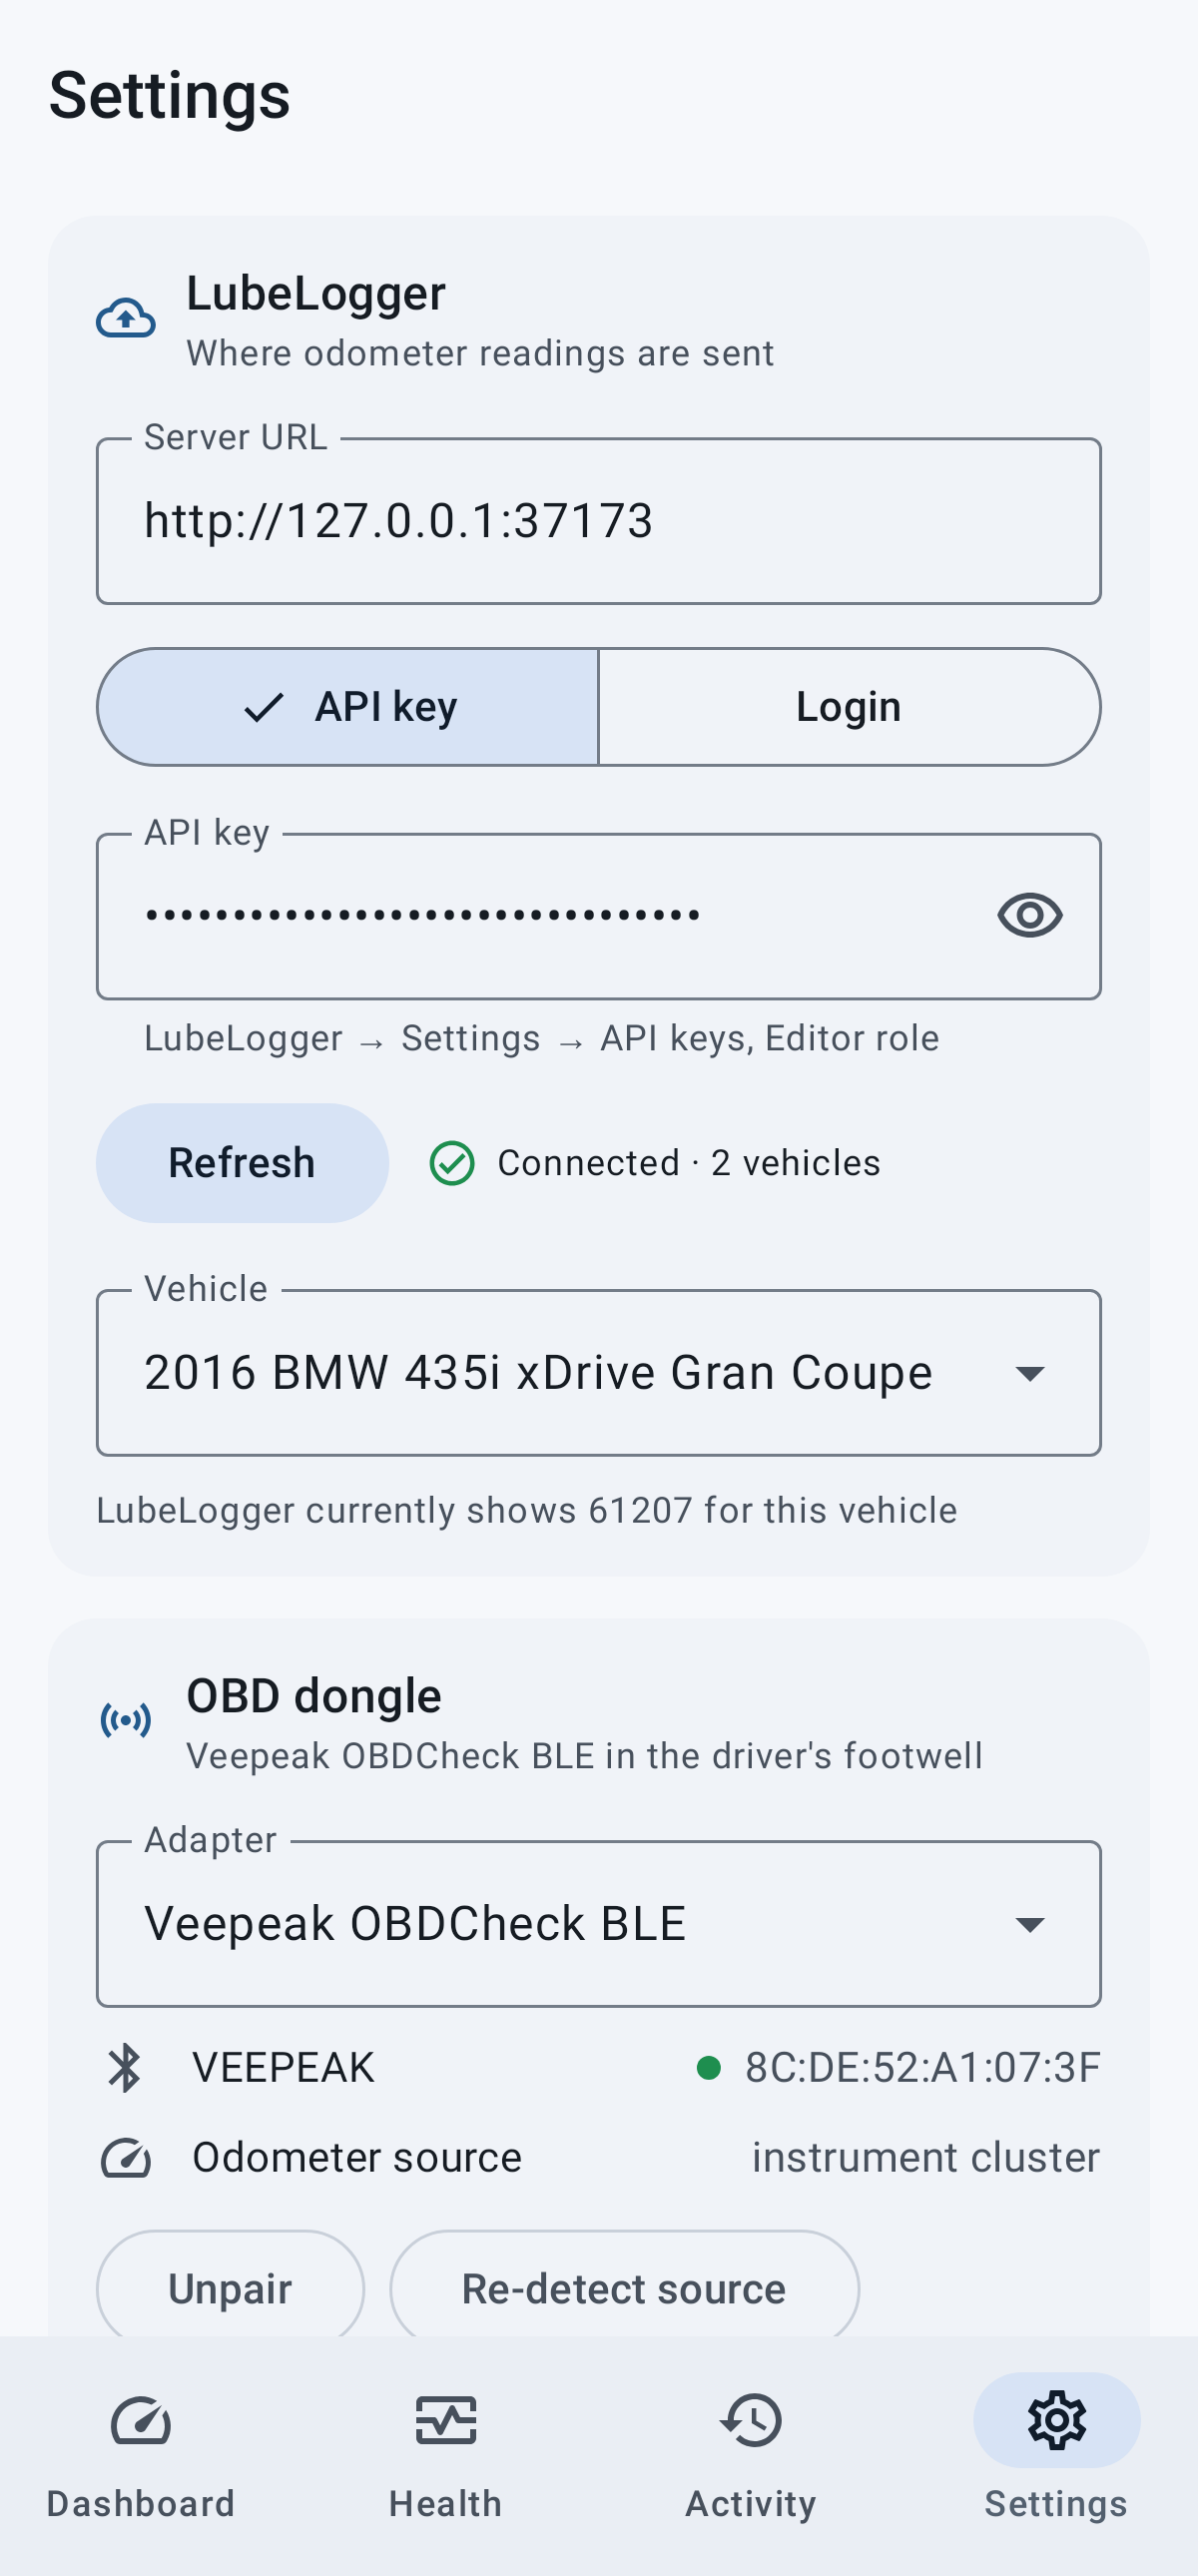 Settings
LubeLogger
Where odometer readings are sent
Server URL
http://127.0.0.1:37173
API key
Login
API key
••••••••••••••••••••••••••••••••
LubeLogger → Settings → API keys, Editor role
Refresh
Connected · 2 vehicles
Vehicle
2016 BMW 435i xDrive Gran Coupe
LubeLogger currently shows 61207 for this vehicle
OBD dongle
Veepeak OBDCheck BLE in the driver's footwell
Adapter
Veepeak OBDCheck BLE
VEEPEAK
8C:DE:52:A1:07:3F
Odometer source
instrument cluster
Unpair
Re-detect source
Dashboard
Health
Activity
Settings